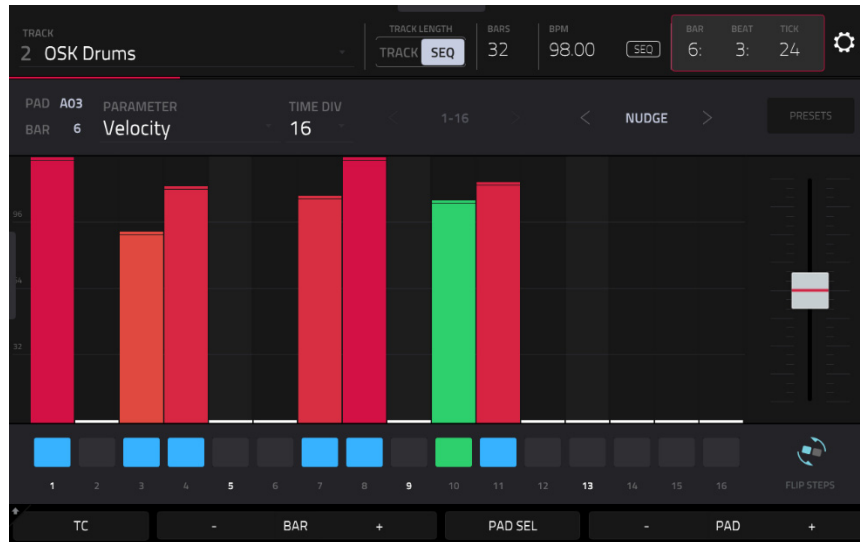 TRACK
2 OSK Drums
TRACK LENGTH
TRACK SEQ
BARS
32
BPM
98.00
SEQ
BAR BEAT TICK
6: 3: 24
PAD A03
BAR 6
PARAMETER
Velocity
TIME DIV
16
1-16
< NUDGE >
PRESETS
96
32
1 2 3 4 5 6 7 8 9 10 11 12 13 14 15 16
FLIP STEPS
TC - BAR + PAD SEL - PAD +